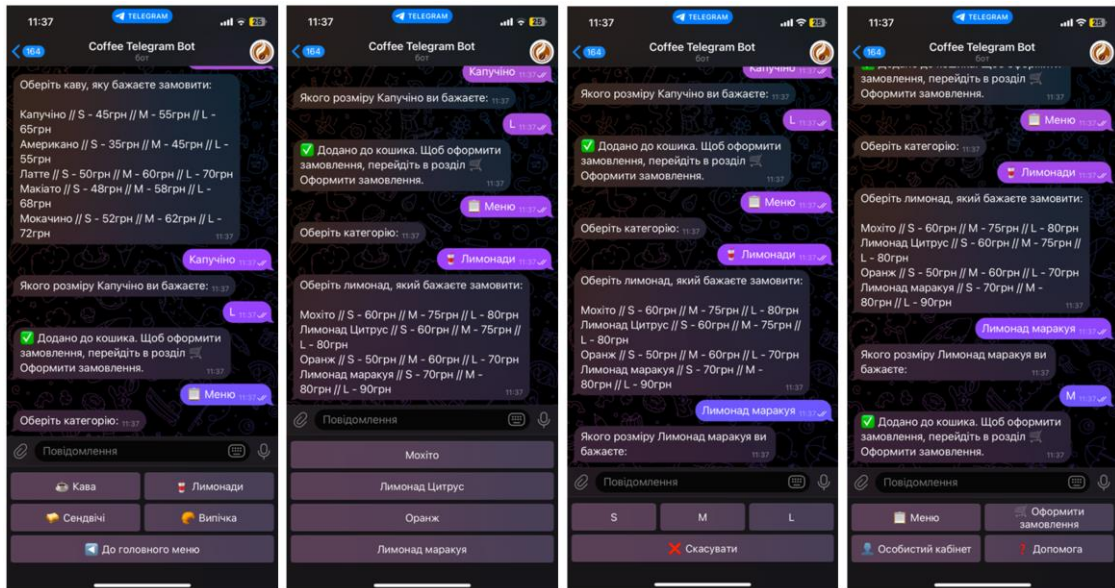 11:37
TELEGRAM
25
164
Coffee Telegram Bot
бот
Оберіть каву, яку бажаєте замовити:
Капучіно // S - 45грн // M - 55грн // L -
65грн
Американо // S - 35грн // M - 45грн // L -
55грн
Латте // S - 50грн // M - 60грн // L - 70грн
Макіато // S - 48грн // M - 58грн // L -
68грн
Мокачино // S - 52грн // M - 62грн // L -
72грн
11:37
Капучіно 11:37
Якого розміру Капучіно ви бажаєте: 11:37
L 11:37
✅ Додано до кошика. Щоб оформити
замовлення, перейдіть в розділ 🛒
Оформити замовлення.
11:37
📋 Меню 11:37
Оберіть категорію: 11:37
Повідомлення
☕ Кава
🍹 Лимонади
🥪 Сендвічі
🥐 Випічка
◀️ До головного меню
11:37
TELEGRAM
25
164
Coffee Telegram Bot
бот
Капучіно 11:37
Якого розміру Капучіно ви бажаєте: 11:37
L 11:37
✅ Додано до кошика. Щоб оформити
замовлення, перейдіть в розділ 🛒
Оформити замовлення.
11:37
📋 Меню 11:37
Оберіть категорію: 11:37
🍹 Лимонади 11:37
Оберіть лимонад, який бажаєте замовити:
Мохіто // S - 60грн // M - 75грн // L - 80грн
Лимонад Цитрус // S - 60грн // M - 75грн //
L - 80грн
Оранж // S - 50грн // M - 60грн // L - 70грн
Лимонад маракуя // S - 70грн // M -
80грн // L - 90грн
11:37
Повідомлення
Мохіто
Лимонад Цитрус
Оранж
Лимонад маракуя
11:37
TELEGRAM
25
164
Coffee Telegram Bot
бот
Капучіно 11:37
Якого розміру Капучіно ви бажаєте: 11:37
L 11:37
✅ Додано до кошика. Щоб оформити
замовлення, перейдіть в розділ 🛒
Оформити замовлення.
11:37
📋 Меню 11:37
Оберіть категорію: 11:37
🍹 Лимонади 11:37
Оберіть лимонад, який бажаєте замовити:
Мохіто // S - 60грн // M - 75грн // L - 80грн
Лимонад Цитрус // S - 60грн // M - 75грн //
L - 80грн
Оранж // S - 50грн // M - 60грн // L - 70грн
Лимонад маракуя // S - 70грн // M -
80грн // L - 90грн
11:37
Лимонад маракуя 11:37
Якого розміру Лимонад маракуя ви
бажаєте:
11:37
Повідомлення
S
M
L
❌ Скасувати
11:37
TELEGRAM
25
164
Coffee Telegram Bot
бот
✅ Додано до кошика. Щоб оформити
замовлення, перейдіть в розділ 🛒
Оформити замовлення.
11:37
📋 Меню 11:37
Оберіть категорію: 11:37
🍹 Лимонади 11:37
Оберіть лимонад, який бажаєте замовити:
Мохіто // S - 60грн // M - 75грн // L - 80грн
Лимонад Цитрус // S - 60грн // M - 75грн //
L - 80грн
Оранж // S - 50грн // M - 60грн // L - 70грн
Лимонад маракуя // S - 70грн // M -
80грн // L - 90грн
11:37
Лимонад маракуя 11:37
Якого розміру Лимонад маракуя ви
бажаєте:
11:37
M 11:37
✅ Додано до кошика. Щоб оформити
замовлення, перейдіть в розділ 🛒
Оформити замовлення.
11:37
Повідомлення
📋 Меню
🛒 Оформити
замовлення
👤 Особистий кабінет
❓ Допомога